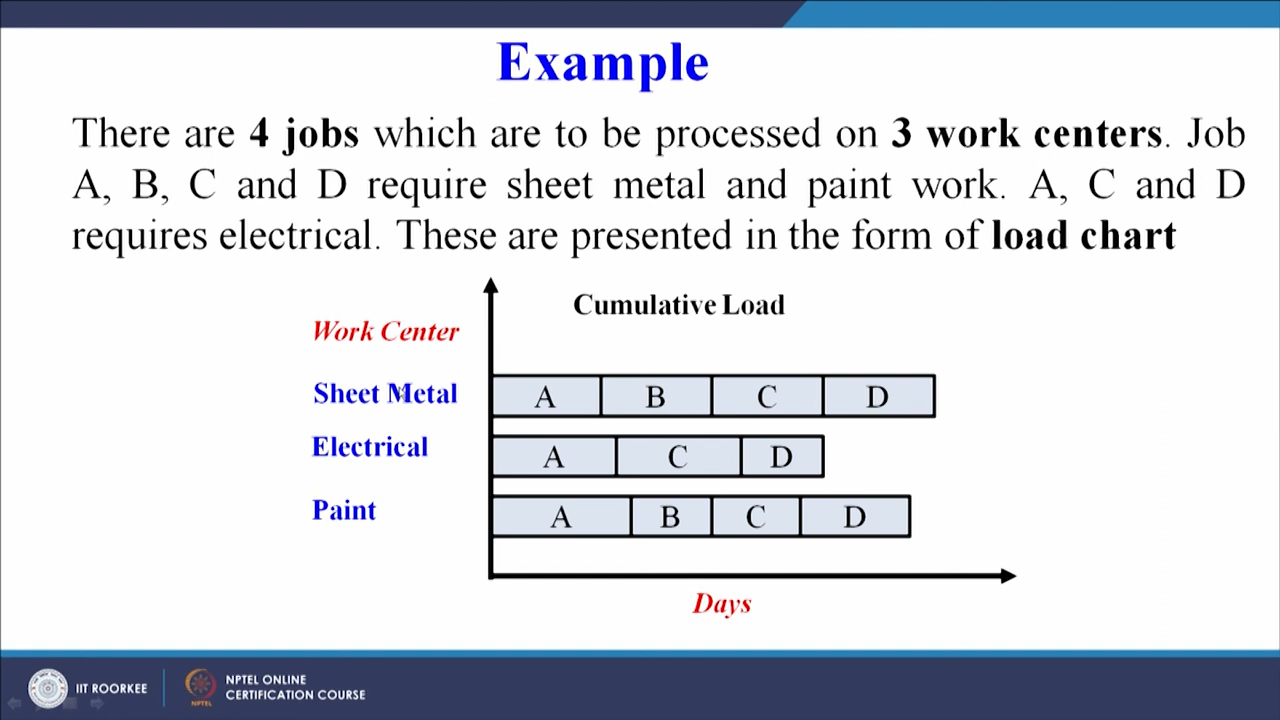 Example
There are 4 jobs which are to be processed on 3 work centers. Job
A, B, C and D require sheet metal and paint work. A, C and D
requires electrical. These are presented in the form of load chart
Cumulative Load
Work Center
Sheet Metal A B C D
Electrical A C D
Paint A B C D
Days
IIT ROORKEE
NPTEL
NPTEL ONLINE
CERTIFICATION COURSE